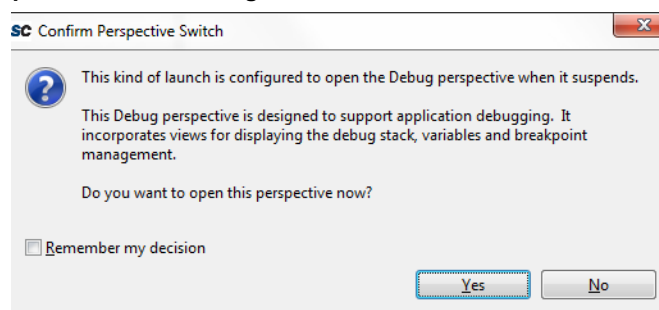 SC Confirm Perspective Switch
This kind of launch is configured to open the Debug perspective when it suspends.
This Debug perspective is designed to support application debugging. It
incorporates views for displaying the debug stack, variables and breakpoint
management.
Do you want to open this perspective now?
Remember my decision
Yes No